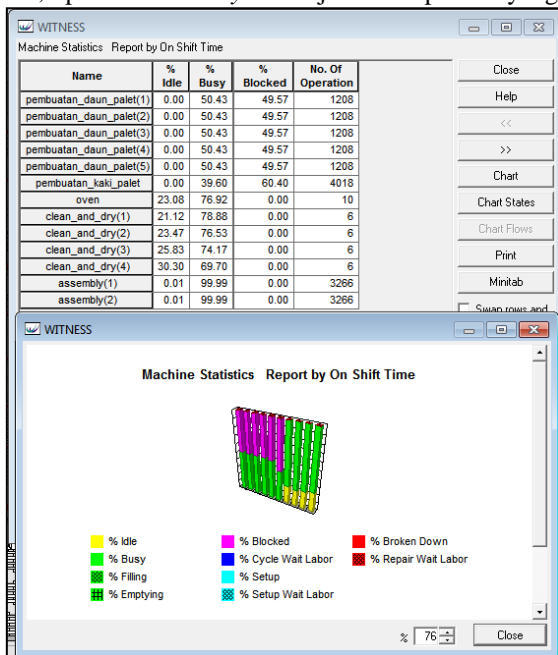 WITNESS
Machine Statistics Report by On Shift Time
Name % Idle % Busy % Blocked No. Of Operation
pembuatan_daun_palet(1) 0.00 50.43 49.57 1208
pembuatan_daun_palet(2) 0.00 50.43 49.57 1208
pembuatan_daun_palet(3) 0.00 50.43 49.57 1208
pembuatan_daun_palet(4) 0.00 50.43 49.57 1208
pembuatan_daun_palet(5) 0.00 50.43 49.57 1208
pembuatan_kaki_palet 0.00 39.60 60.40 4018
oven 23.08 76.92 0.00 10
clean_and_dry(1) 21.12 78.88 0.00 6
clean_and_dry(2) 23.47 76.53 0.00 6
clean_and_dry(3) 25.83 74.17 0.00 6
clean_and_dry(4) 30.30 69.70 0.00 6
assembly(1) 0.01 99.99 0.00 3266
assembly(2) 0.01 99.99 0.00 3266
Close
Help
<<
>>
Chart
Chart States
Chart Flows
Print
Minitab
Swap rows and
WITNESS
Machine Statistics Report by On Shift Time
% Idle % Blocked % Broken Down
% Busy % Cycle Wait Labor % Repair Wait Labor
% Filling % Setup
% Emptying % Setup Wait Labor
% 76 Close